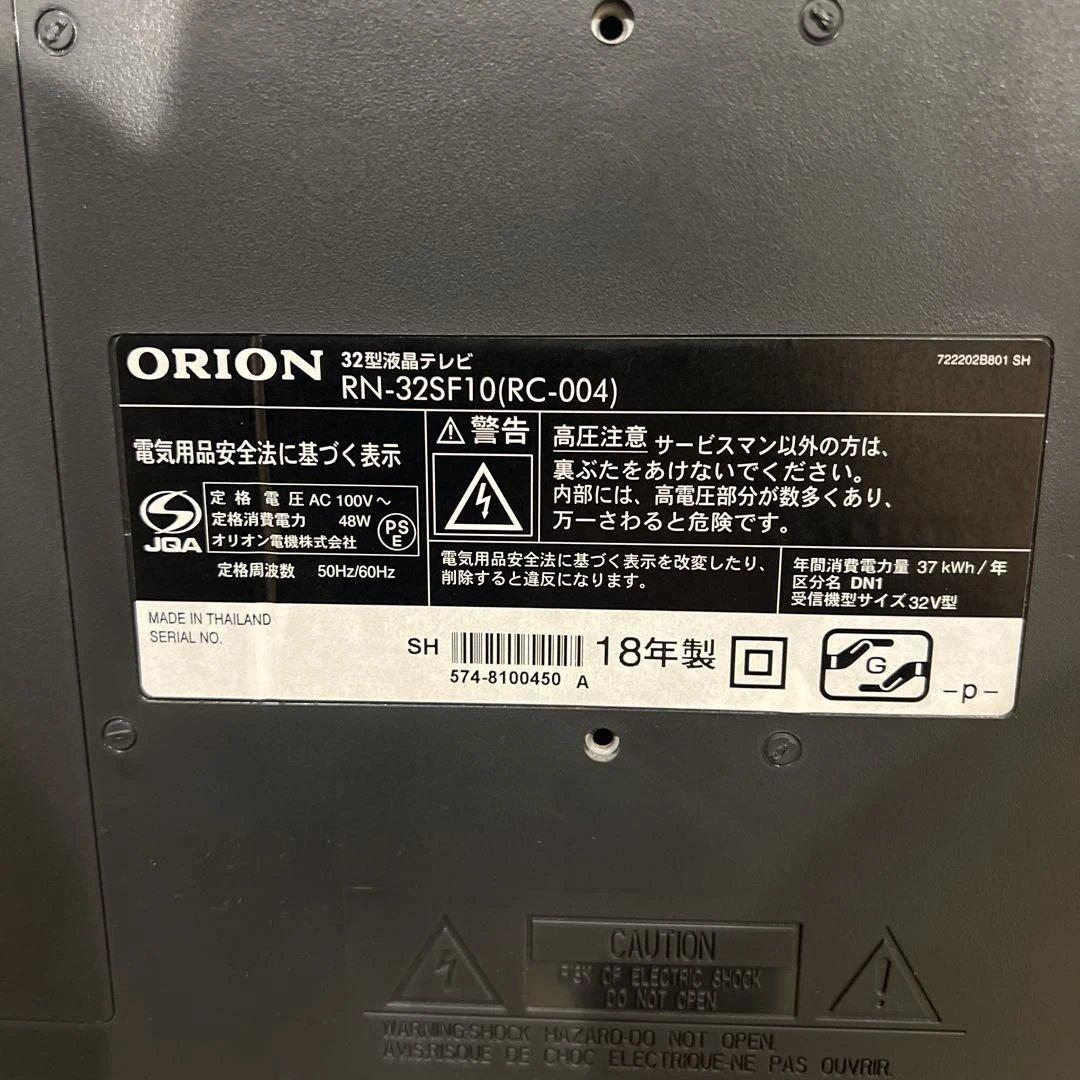 ORION 32型液晶テレビ
RN-32SF10(RC-004)
722202B801 SH
電気用品安全法に基づく表示
JQA
定格電圧 AC 100V～
定格消費電力 48W
オリオン電機株式会社
PS
E
定格周波数 50Hz/60Hz
警告
高圧注意 サービスマン以外の方は、
裏ぶたをあけないでください。
内部には、高電圧部分が数多くあり、
万一さわると危険です。
電気用品安全法に基づく表示を改変したり、
削除すると違反になります。
年間消費電力量 37 kWh/年
区分名 DN1
受信機型サイズ 32V型
MADE IN THAILAND
SERIAL NO.
SH
574-8100450 A
18年製
G
-p-
CAUTION
RISK OF ELECTRIC SHOCK
DO NOT OPEN
WARNING:SHOCK HAZARD-DO NOT OPEN.
AVIS:RISQUE DE CHOC ELECTRIQUE-NE PAS OUVRIR.